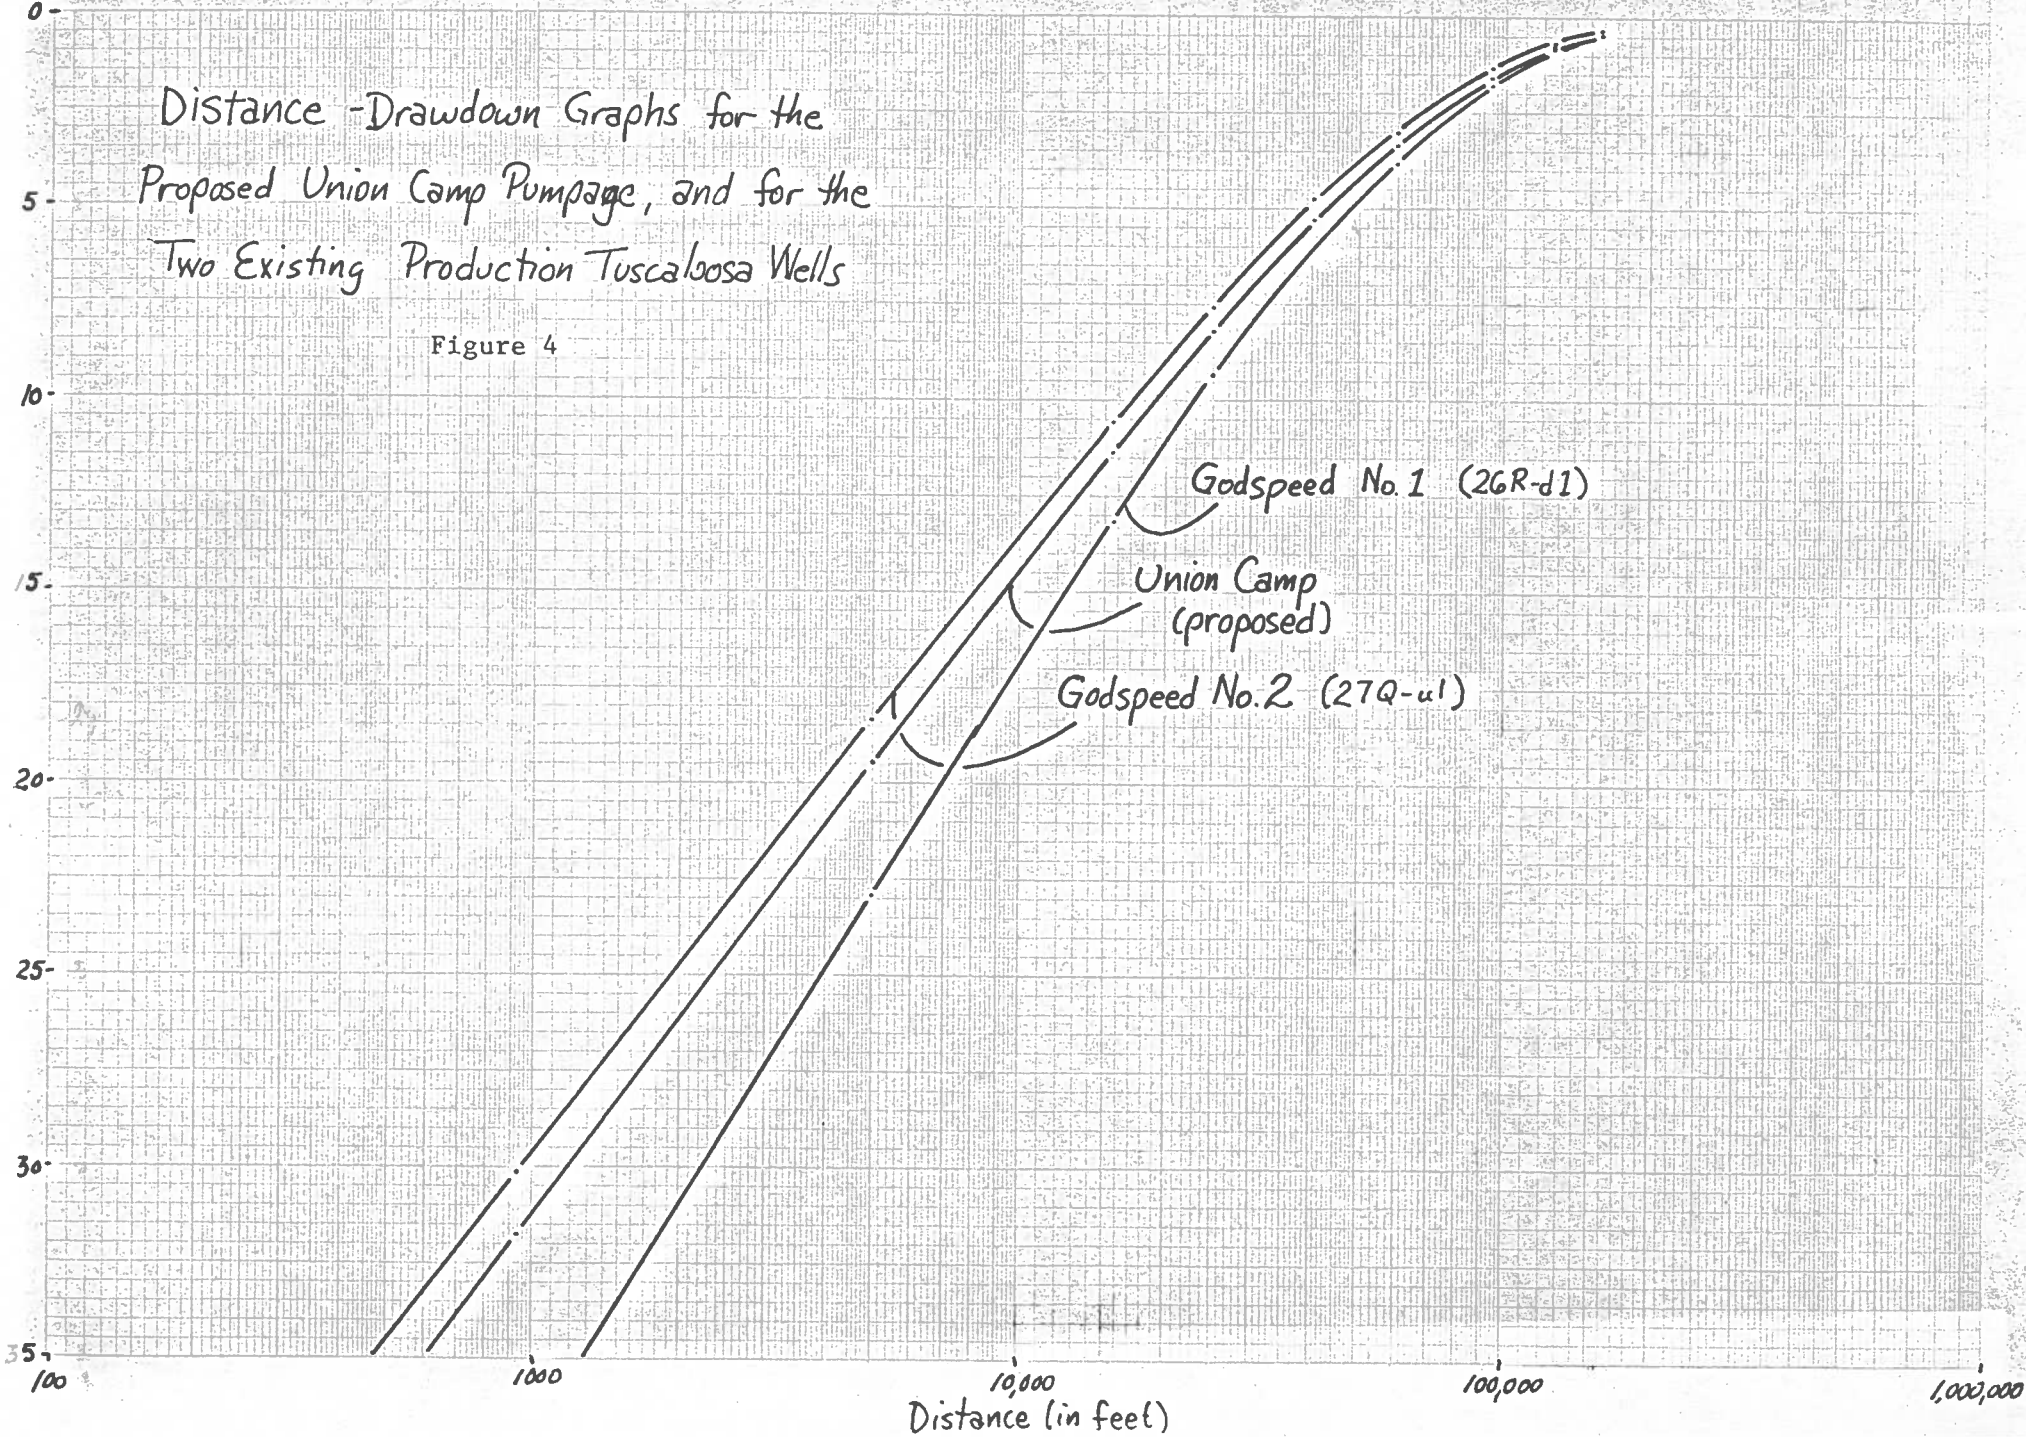 0
Distance - Drawdown Graphs for the
Proposed Union Camp Pumpage, and for the
5
Two Existing Production Tuscaloosa Wells
Figure 4
10
Godspeed No. 1 (26R-d1)
15
Union Camp
(proposed)
Godspeed No. 2 (27Q-u1)
20
25
30
35
100 1000 10,000 100,000 1,000,000
Distance (in feet)